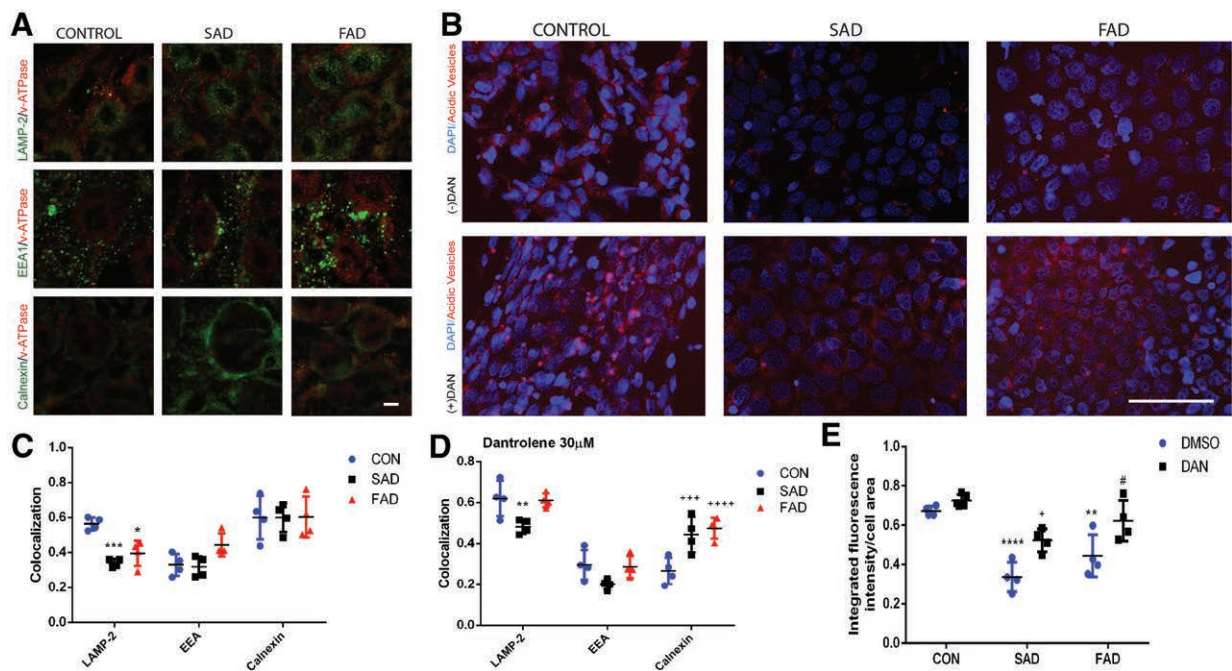 A
CONTROL SAD FAD
LAMP-2/v-ATPase
EEA1/v-ATPase
Calnexin/v-ATPase
B
CONTROL SAD FAD
DAPI/Acidic Vesicles
(-)DAN
DAPI/Acidic Vesicles
(+)DAN
C
Colocalization
1.0
0.8
0.6
0.4
0.2
0.0
***
*
LAMP-2 EEA Calnexin
CON
SAD
FAD
D
Dantrolene 30µM
Colocalization
0.8
0.6
0.4
0.2
0.0
**
+++
++++
LAMP-2 EEA Calnexin
CON
SAD
FAD
E
Integrated fluorescence
intensity/cell area
1.0
0.8
0.6
0.4
0.2
0.0
****
+
**
#
CON SAD FAD
DMSO
DAN